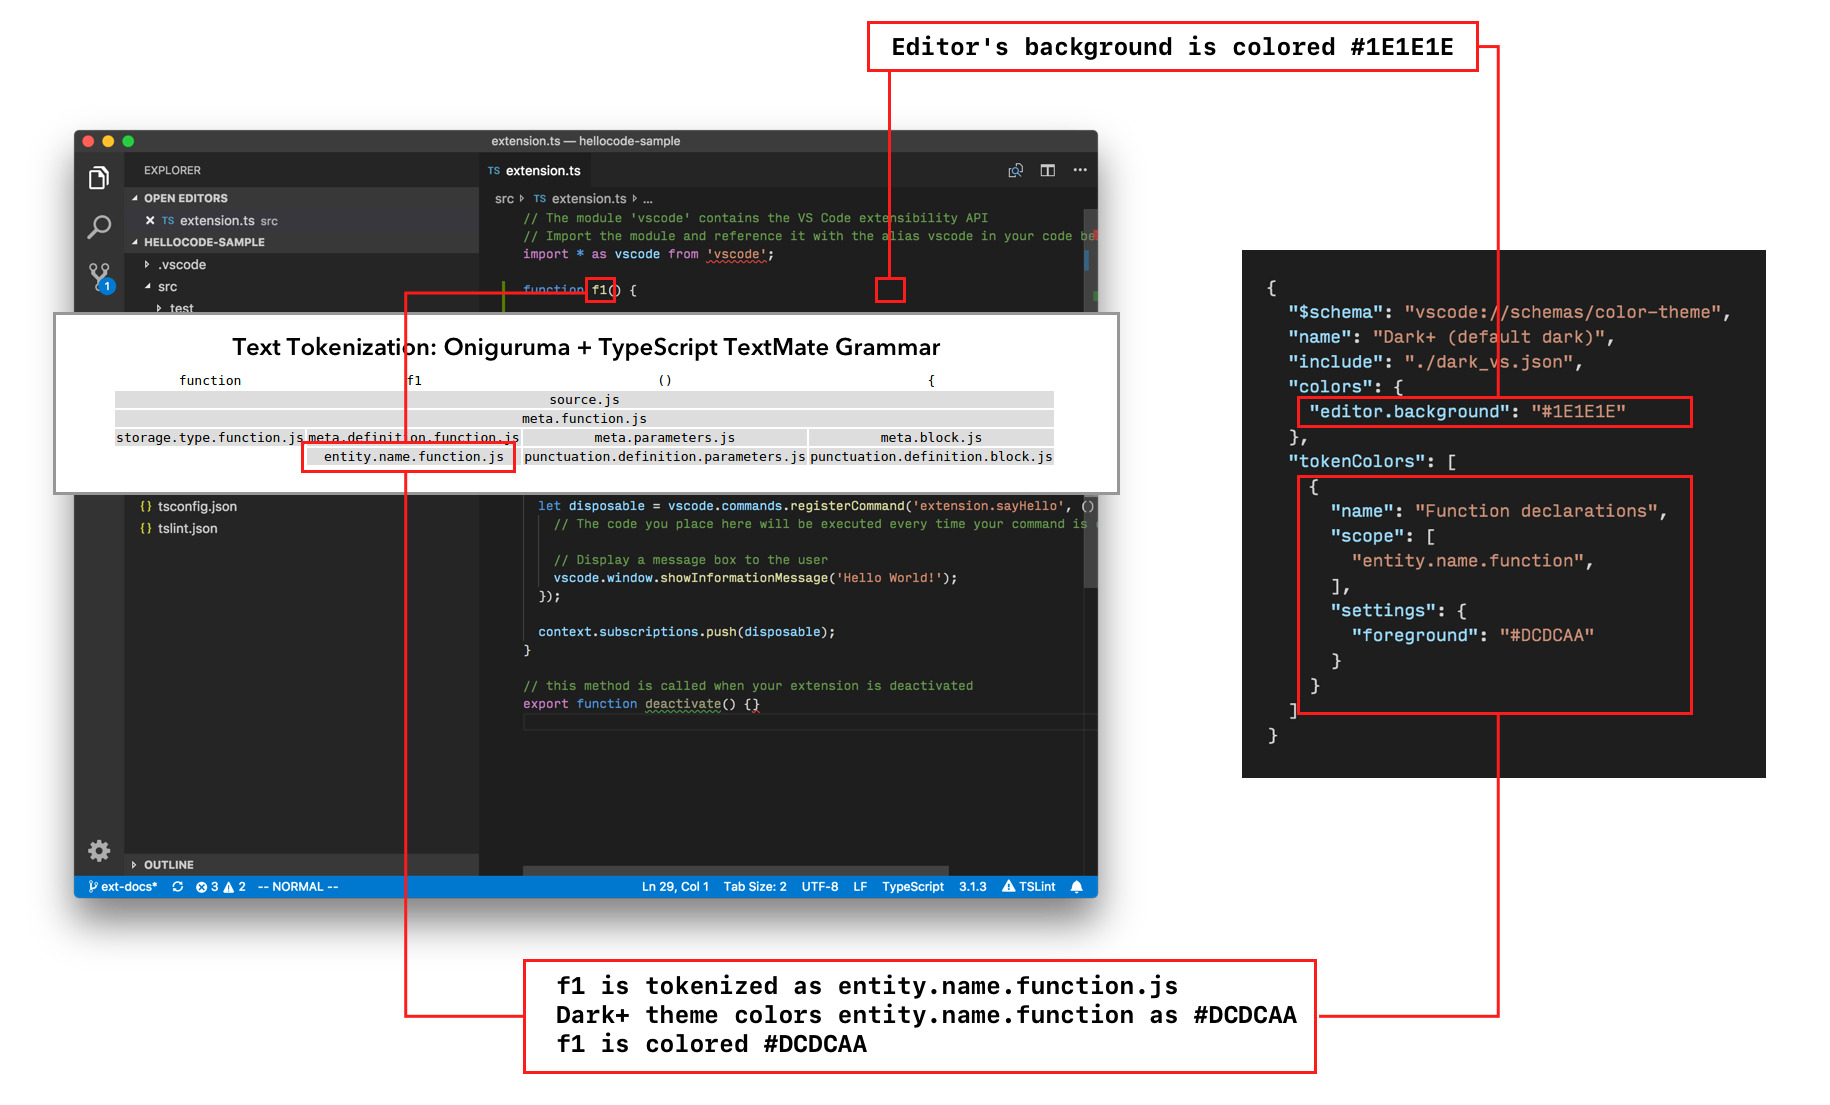 Editor's background is colored #1E1E1E
extension.ts — hellocode-sample
EXPLORER
OPEN EDITORS
TS extension.ts src
HELLOCODE-SAMPLE
.vscode
src
1
test
TS extension.ts
src TS extension.ts ...
// The module 'vscode' contains the VS Code extensibility API
// Import the module and reference it with the alias vscode in your code be
import * as vscode from 'vscode';
function f1() {
Text Tokenization: Oniguruma + TypeScript TextMate Grammar
function f1 () {
source.js
meta.function.js
storage.type.function.js meta.definition.function.js meta.parameters.js meta.block.js
entity.name.function.js punctuation.definition.parameters.js punctuation.definition.block.js
{} tsconfig.json
{} tslint.json
let disposable = vscode.commands.registerCommand('extension.sayHello', ()
// The code you place here will be executed every time your command is
// Display a message box to the user
vscode.window.showInformationMessage('Hello World!');
});
context.subscriptions.push(disposable);
}
// this method is called when your extension is deactivated
export function deactivate() {}
OUTLINE
ext-docs* 3 2 -- NORMAL -- Ln 29, Col 1 Tab Size: 2 UTF-8 LF TypeScript 3.1.3 TSLint
{
"$schema": "vscode://schemas/color-theme",
"name": "Dark+ (default dark)",
"include": "./dark_vs.json",
"colors": {
"editor.background": "#1E1E1E"
},
"tokenColors": [
{
"name": "Function declarations",
"scope": [
"entity.name.function",
],
"settings": {
"foreground": "#DCDCAA"
}
}
]
}
f1 is tokenized as entity.name.function.js
Dark+ theme colors entity.name.function as #DCDCAA
f1 is colored #DCDCAA